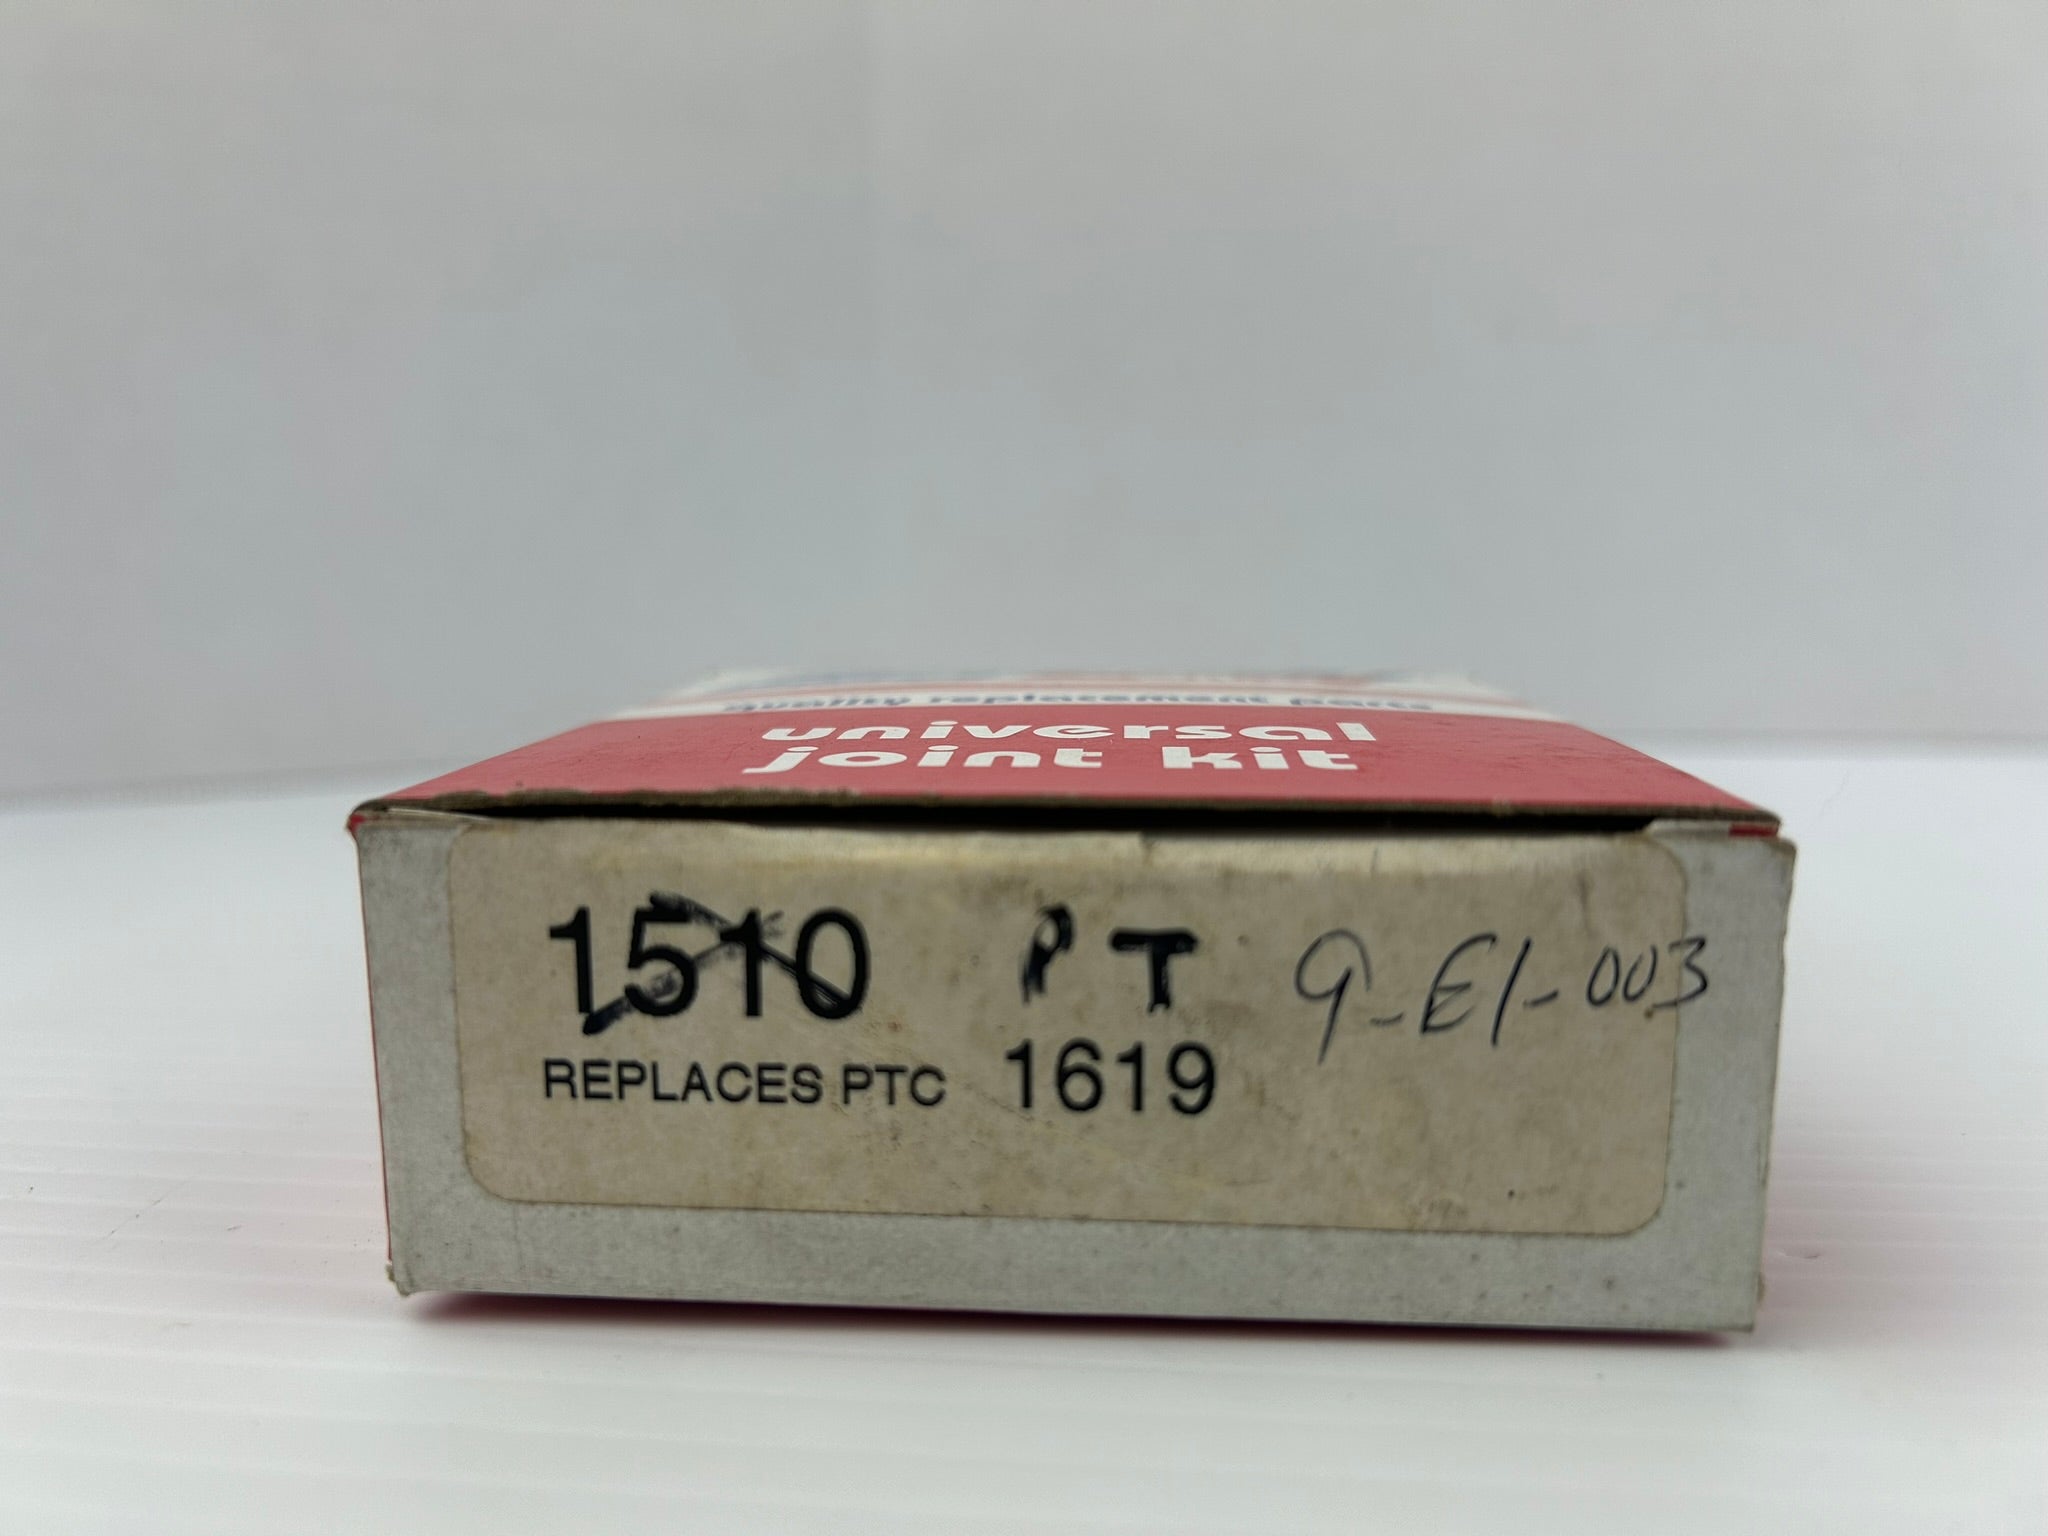 quality replacement parts
universal
joint kit
1510 PT 9-E1-003
REPLACES PTC 1619